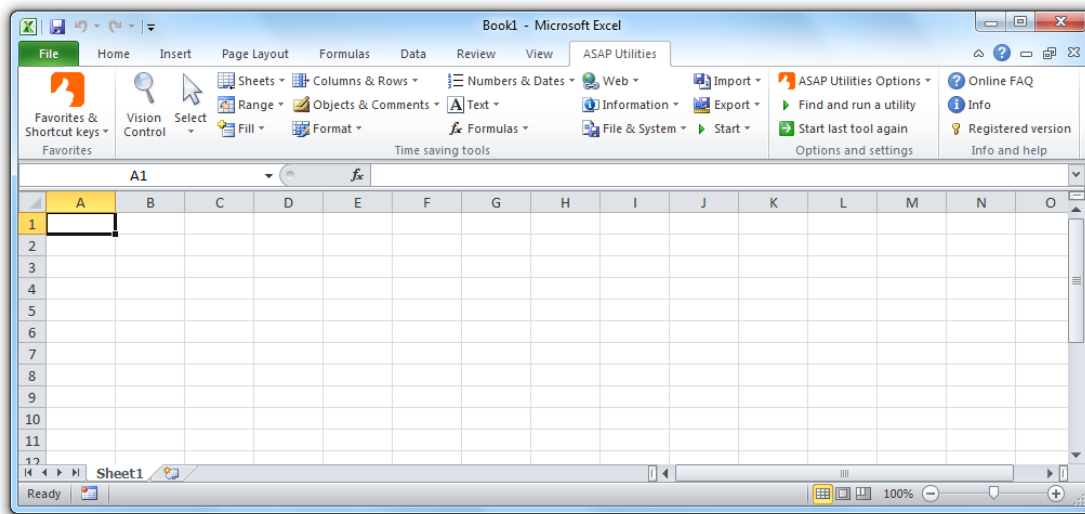 Book1 - Microsoft Excel
File Home Insert Page Layout Formulas Data Review View ASAP Utilities
Favorites & Shortcut keys
Vision Control
Select
Sheets Columns & Rows Numbers & Dates Web Import ASAP Utilities Options Online FAQ
Range Objects & Comments Text Information Export Find and run a utility Info
Fill Format Formulas File & System Start Start last tool again Registered version
Favorites Time saving tools Options and settings Info and help
A1 fx
A B C D E F G H I J K L M N O
1
2
3
4
5
6
7
8
9
10
11
12
Sheet1
Ready 100%